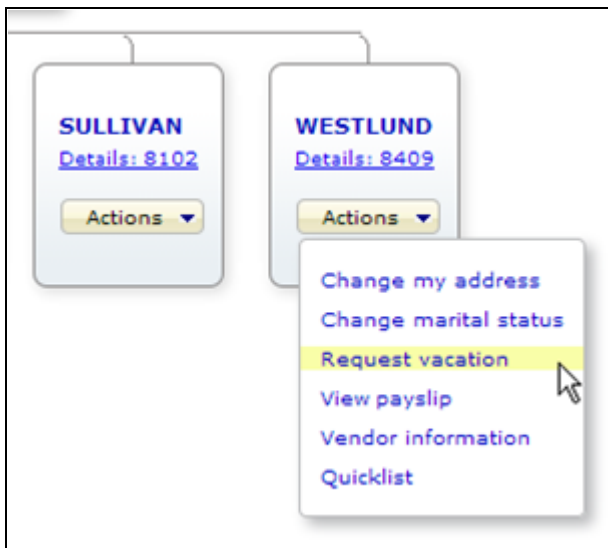 SULLIVAN
Details: 8102
Actions
WESTLUND
Details: 8409
Actions
Change my address
Change marital status
Request vacation
View payslip
Vendor information
Quicklist